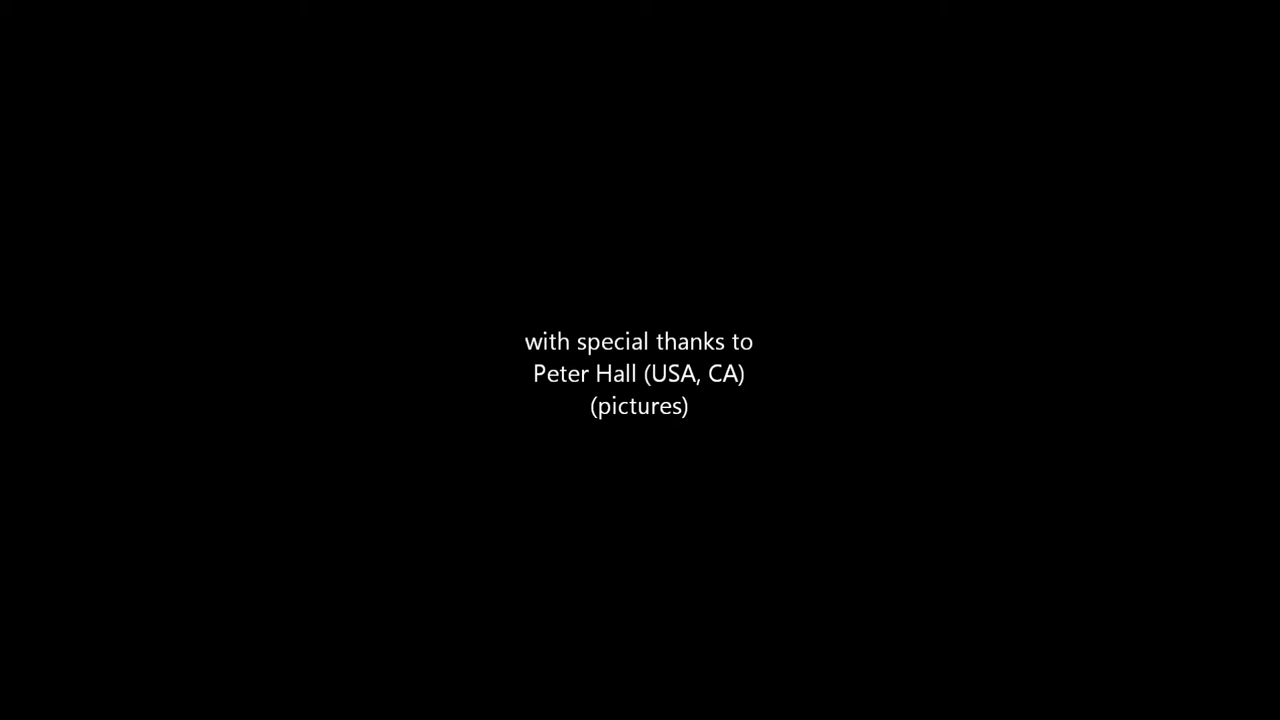 with special thanks to
Peter Hall (USA, CA)
(pictures)